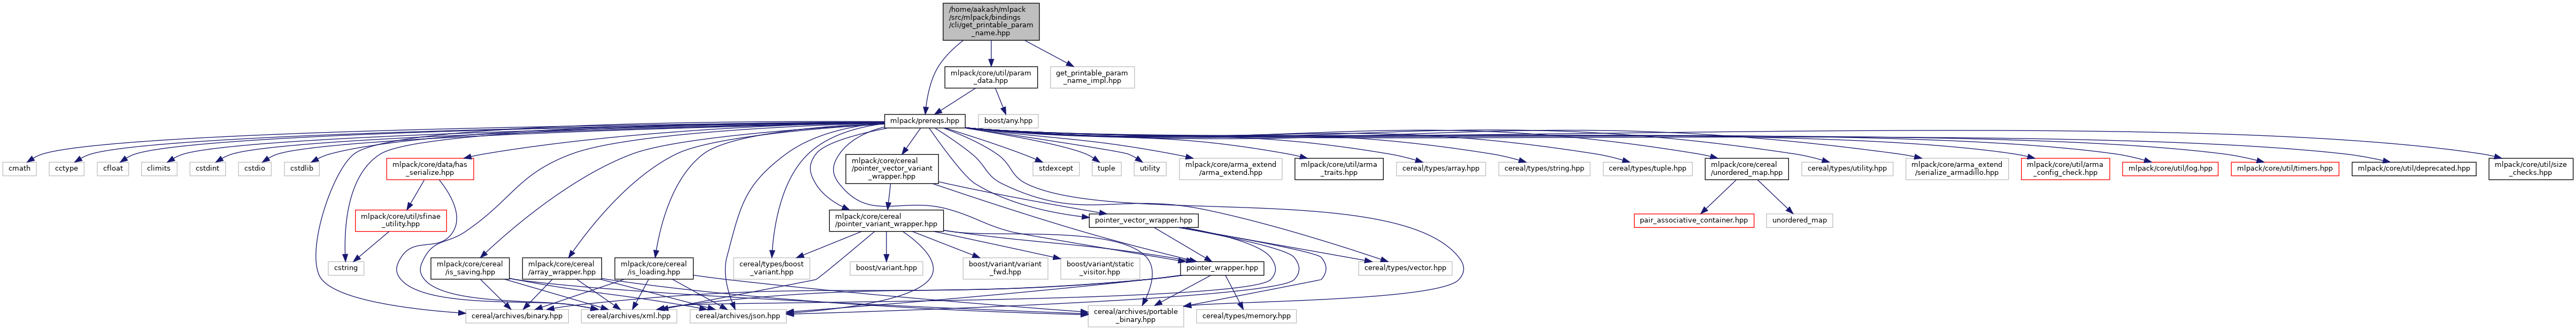 /home/aakash/mlpack
/src/mlpack/bindings
/cli/get_printable_param
_name.hpp
mlpack/core/util/param
_data.hpp
get_printable_param
_name_impl.hpp
mlpack/prereqs.hpp
boost/any.hpp
cmath
cctype
cfloat
climits
cstdint
cstdio
cstdlib
mlpack/core/data/has
_serialize.hpp
mlpack/core/cereal
/pointer_vector_variant
_wrapper.hpp
stdexcept
tuple
utility
mlpack/core/arma_extend
/arma_extend.hpp
mlpack/core/util/arma
_traits.hpp
cereal/types/array.hpp
cereal/types/string.hpp
cereal/types/tuple.hpp
mlpack/core/cereal
/unordered_map.hpp
cereal/types/utility.hpp
mlpack/core/arma_extend
/serialize_armadillo.hpp
mlpack/core/util/arma
_config_check.hpp
mlpack/core/util/log.hpp
mlpack/core/util/timers.hpp
mlpack/core/util/deprecated.hpp
mlpack/core/util/size
_checks.hpp
mlpack/core/util/sfinae
_utility.hpp
mlpack/core/cereal
/pointer_variant_wrapper.hpp
pointer_vector_wrapper.hpp
pair_associative_container.hpp
unordered_map
cstring
mlpack/core/cereal
/is_saving.hpp
mlpack/core/cereal
/array_wrapper.hpp
mlpack/core/cereal
/is_loading.hpp
cereal/types/boost
_variant.hpp
boost/variant.hpp
boost/variant/variant
_fwd.hpp
boost/variant/static
_visitor.hpp
pointer_wrapper.hpp
cereal/types/vector.hpp
cereal/archives/binary.hpp
cereal/archives/xml.hpp
cereal/archives/json.hpp
cereal/archives/portable
_binary.hpp
cereal/types/memory.hpp